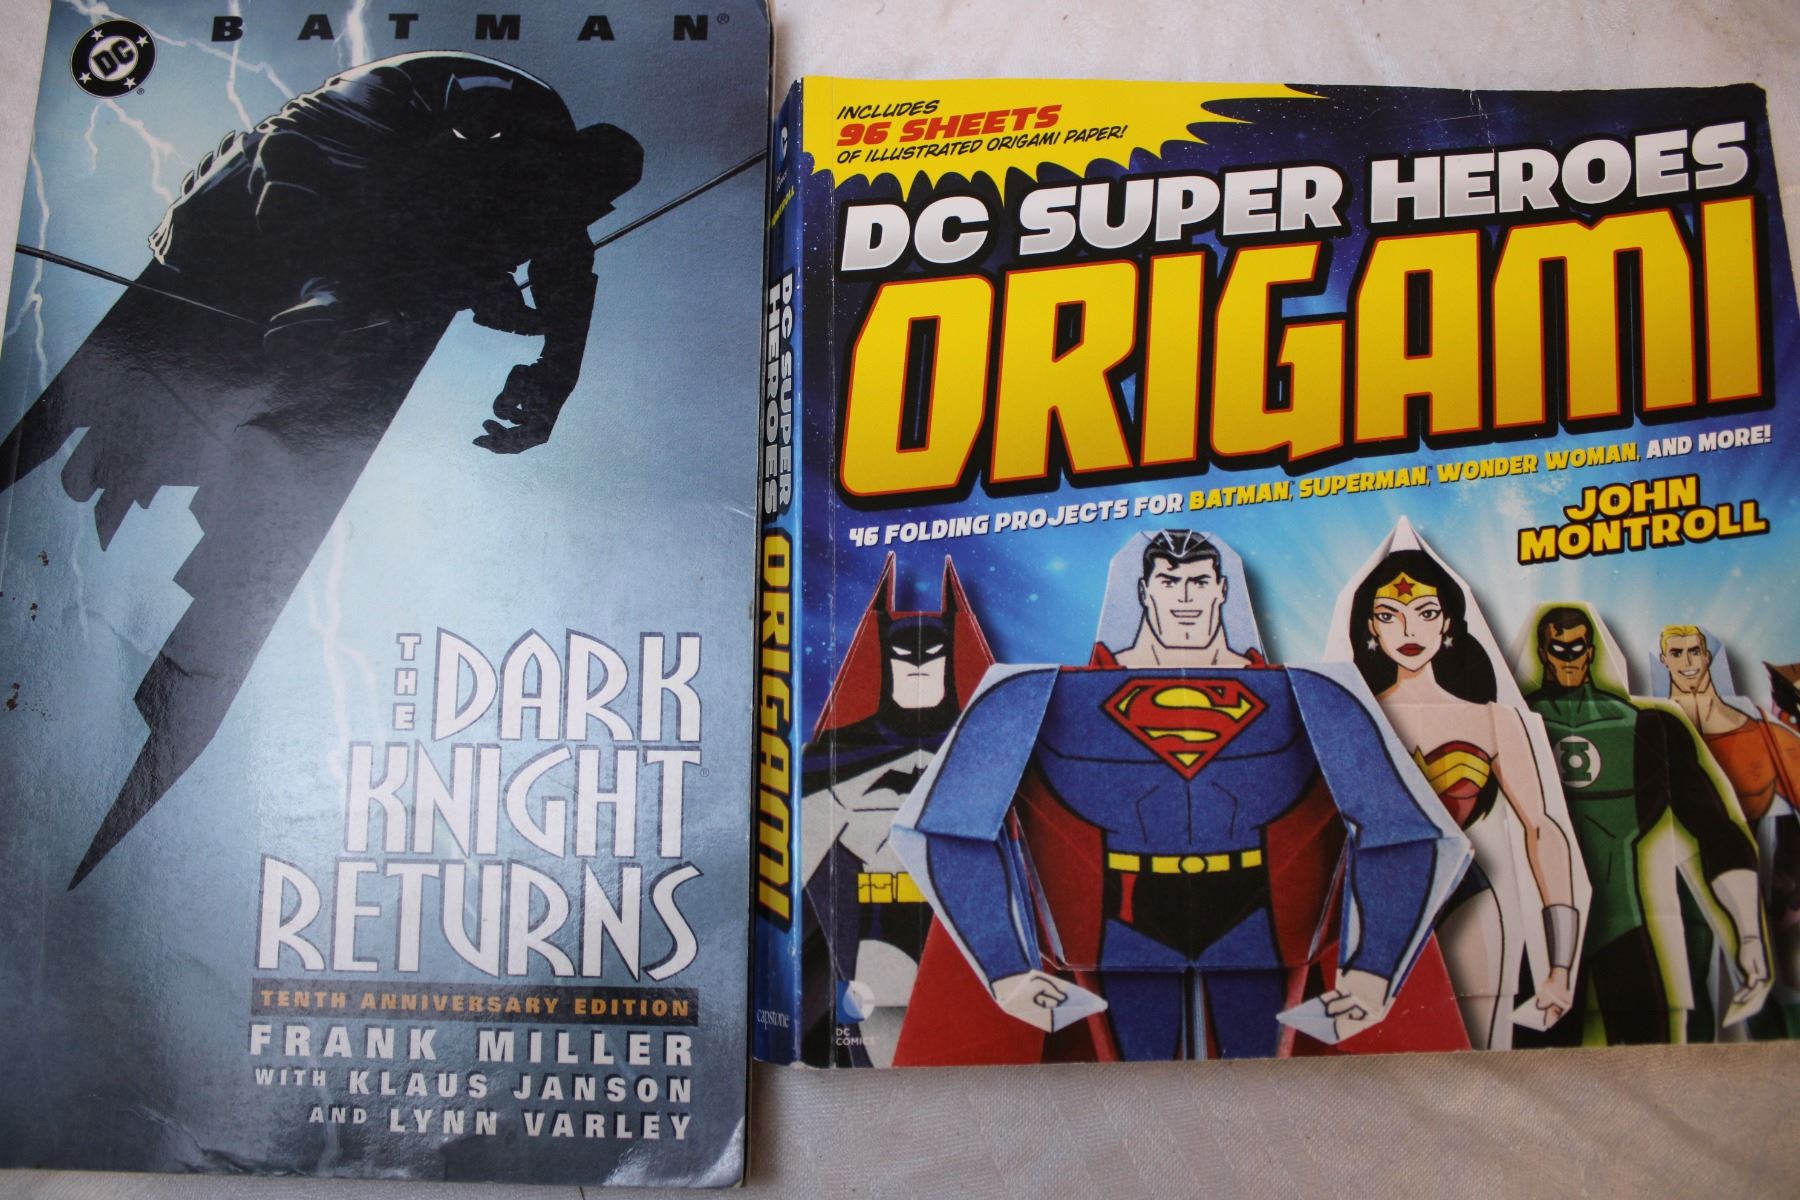 BATMAN®
DC
THE
DARK
KNIGHT®
RETURNS
TENTH ANNIVERSARY EDITION
FRANK MILLER
WITH KLAUS JANSON
AND LYNN VARLEY
MONTROLL
DC SUPER
HEROES
ORIGAMI
capstone
INCLUDES
96 SHEETS
OF ILLUSTRATED ORIGAMI PAPER!
DC SUPER HEROES
ORIGAMI
46 FOLDING PROJECTS FOR BATMAN, SUPERMAN, WONDER WOMAN, AND MORE!
JOHN
MONTROLL
S
DC
COMICS™